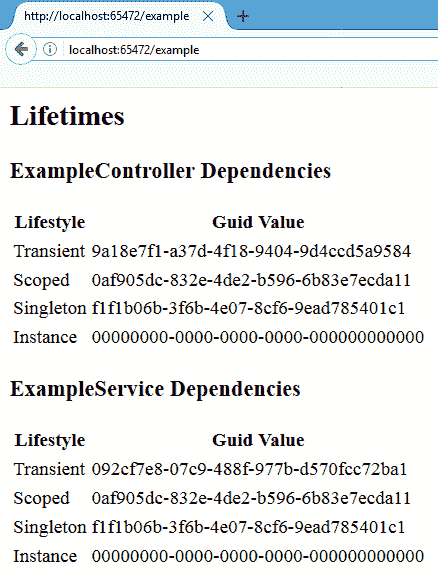 http://localhost:65472/example
localhost:65472/example
Lifetimes
ExampleController Dependencies
Lifestyle Guid Value
Transient 9a18e7f1-a37d-4f18-9404-9d4ccd5a9584
Scoped 0af905dc-832e-4de2-b596-6b83e7ecda11
Singleton f1f1b06b-3f6b-4e07-8cf6-9ead785401c1
Instance 00000000-0000-0000-0000-000000000000
ExampleService Dependencies
Lifestyle Guid Value
Transient 092cf7e8-07c9-488f-977b-d570fcc72ba1
Scoped 0af905dc-832e-4de2-b596-6b83e7ecda11
Singleton f1f1b06b-3f6b-4e07-8cf6-9ead785401c1
Instance 00000000-0000-0000-0000-000000000000